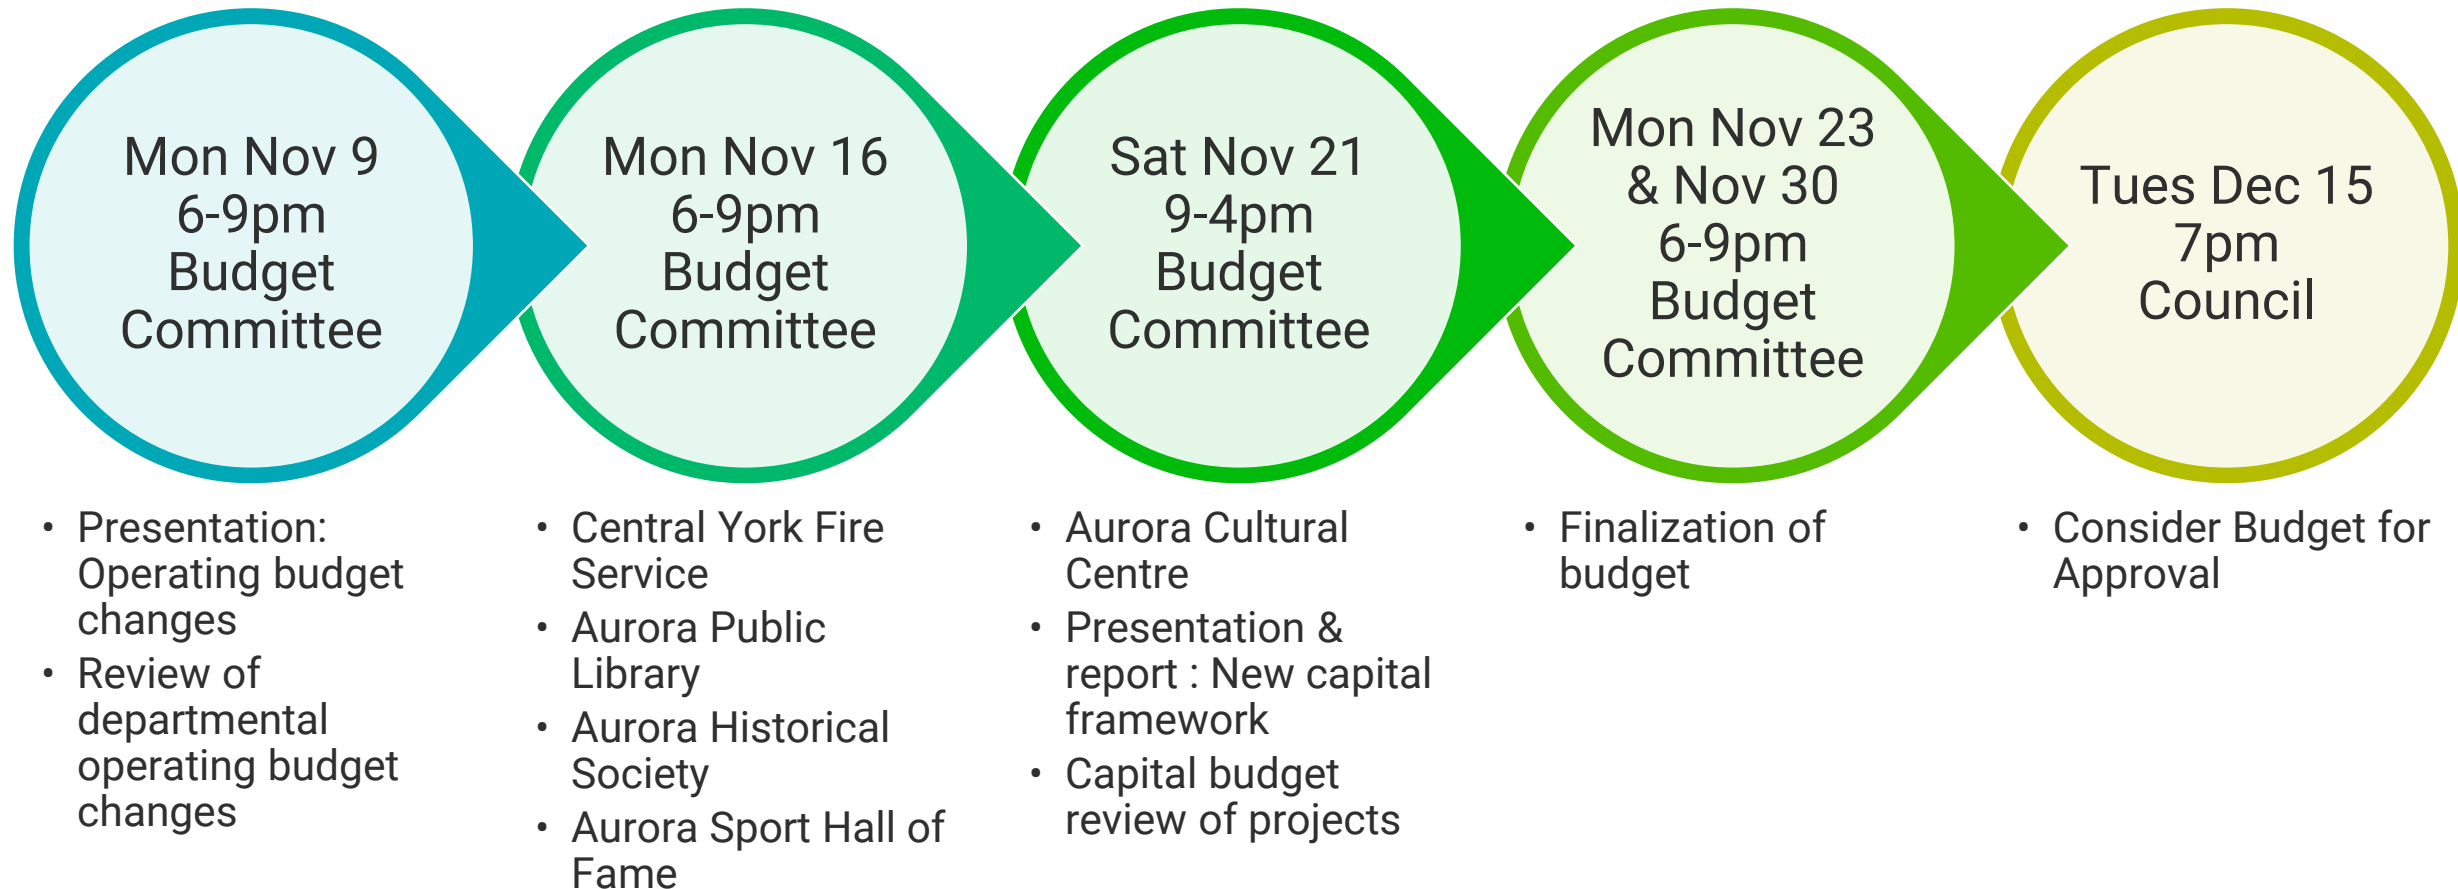 Mon Nov 9
6-9pm
Budget
Committee
Mon Nov 16
6-9pm
Budget
Committee
Sat Nov 21
9-4pm
Budget
Committee
Mon Nov 23
& Nov 30
6-9pm
Budget
Committee
Tues Dec 15
7pm
Council
• Presentation:
Operating budget
changes
• Review of
departmental
operating budget
changes
• Central York Fire
Service
• Aurora Public
Library
• Aurora Historical
Society
• Aurora Sport Hall of
Fame
• Aurora Cultural
Centre
• Presentation &
report : New capital
framework
• Capital budget
review of projects
• Finalization of
budget
• Consider Budget for
Approval